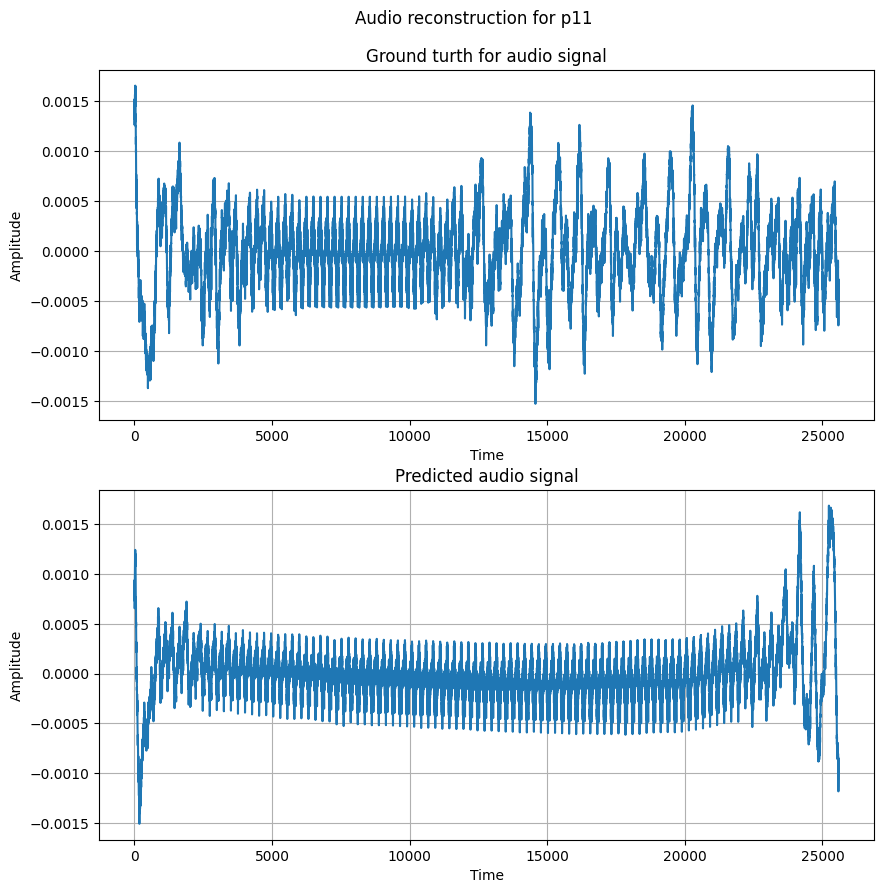 Audio reconstruction for p11
Ground turth for audio signal
0.0015
0.0010
0.0005
0.0000
−0.0005
−0.0010
−0.0015
Amplitude
0 5000 10000 15000 20000 25000
Time
Predicted audio signal
0.0015
0.0010
0.0005
0.0000
−0.0005
−0.0010
−0.0015
Amplitude
0 5000 10000 15000 20000 25000
Time